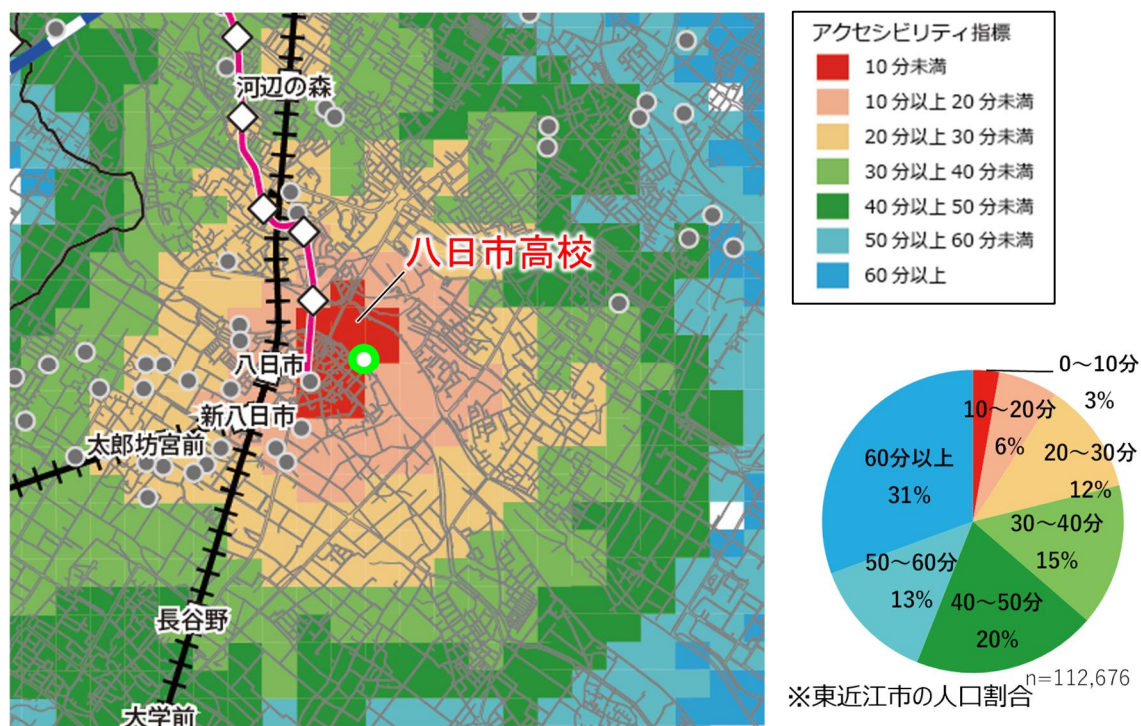 河辺の森
八日市高校
八日市
新八日市
太郎坊宮前
長谷野
大学前
アクセシビリティ指標
10分未満
10分以上20分未満
20分以上30分未満
30分以上40分未満
40分以上50分未満
50分以上60分未満
60分以上
0～10分
3%
10～20分
6%
20～30分
12%
30～40分
15%
40～50分
20%
50～60分
13%
60分以上
31%
n=112,676
※東近江市の人口割合